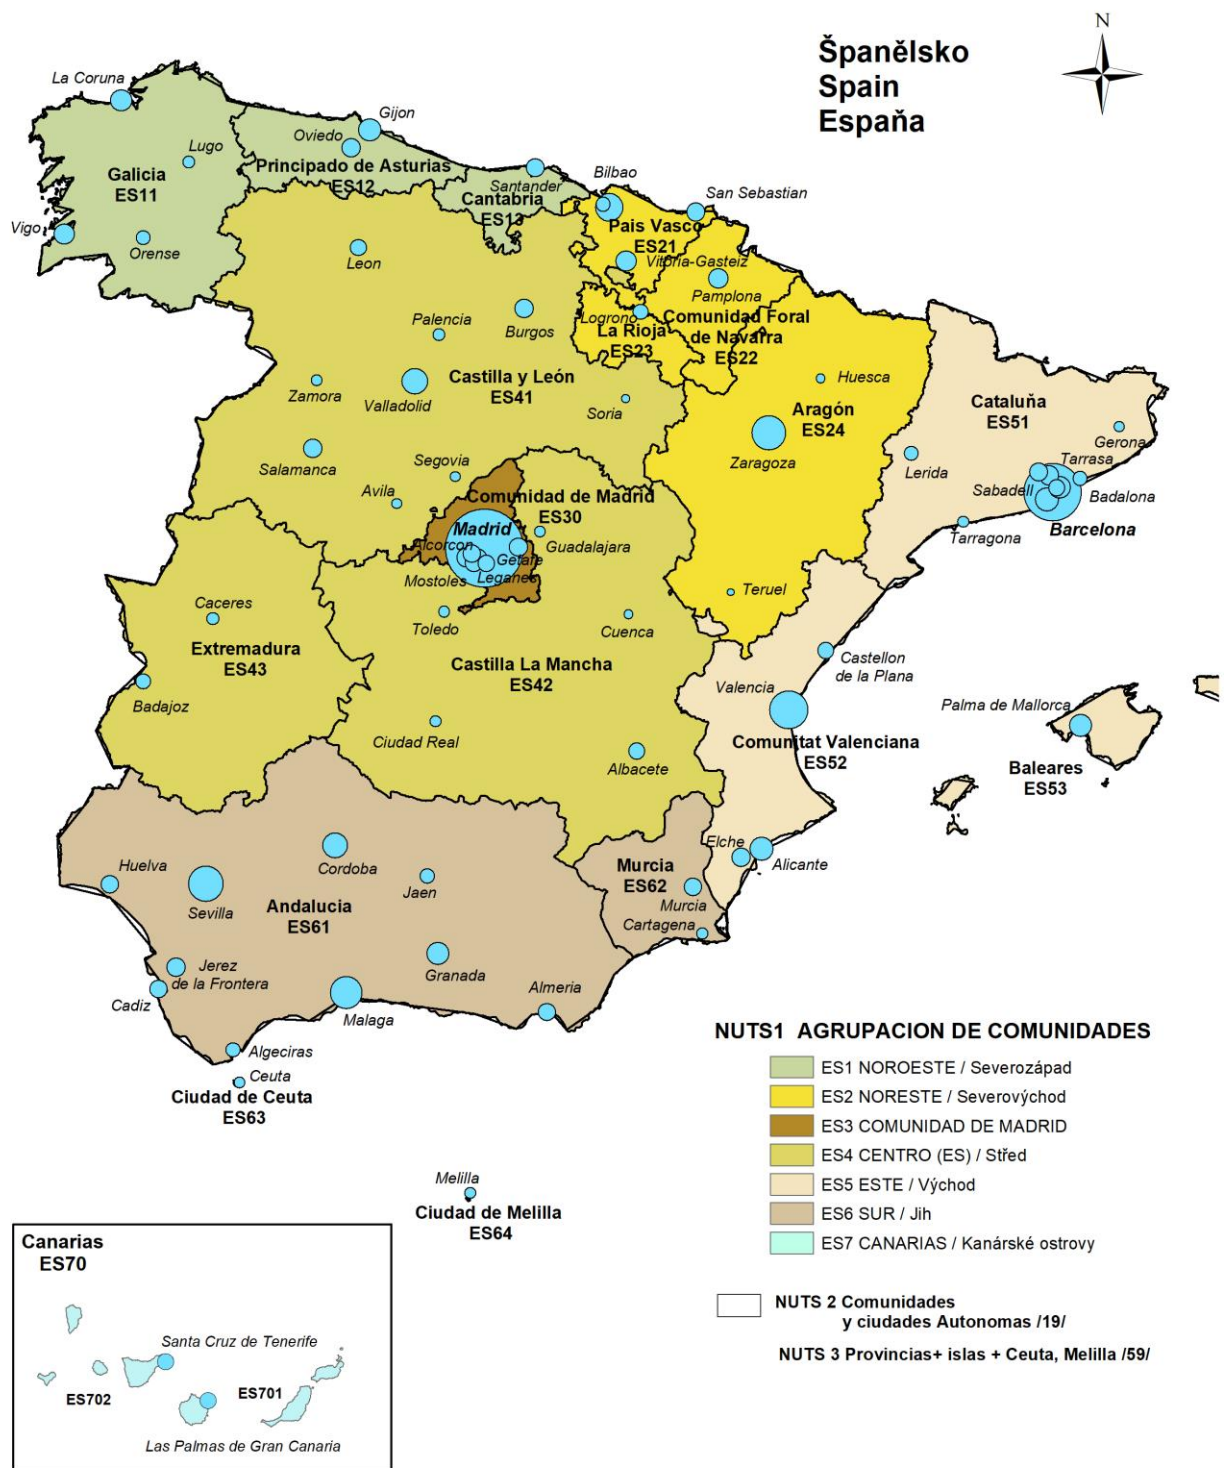 Španělsko
Spain
España
N
La Coruna
Gijon
Oviedo
Lugo
Principado de Asturias
ES12
Galicia
ES11
Santander
Cantabria
ES13
Bilbao
San Sebastian
Pais Vasco
ES21
Vigo
Orense
Leon
Vitoria-Gasteiz
Pamplona
Logrono
La Rioja
ES23
Comunidad Foral
de Navarra
ES22
Palencia
Burgos
Castilla y León
ES41
Zamora
Valladolid
Soria
Huesca
Aragón
ES24
Zaragoza
Cataluña
ES51
Gerona
Lerida
Tarrasa
Sabadell
Badalona
Barcelona
Tarragona
Salamanca
Segovia
Avila
Comunidad de Madrid
ES30
Madrid
Alcorcon
Getafe
Guadalajara
Mostoles
Leganes
Toledo
Cuenca
Teruel
Caceres
Extremadura
ES43
Badajoz
Castilla La Mancha
ES42
Ciudad Real
Albacete
Castellon
de la Plana
Valencia
Comunitat Valenciana
ES52
Palma de Mallorca
Baleares
ES53
Elche
Alicante
Murcia
ES62
Murcia
Cartagena
Huelva
Sevilla
Cordoba
Jaen
Andalucia
ES61
Granada
Jerez
de la Frontera
Cadiz
Malaga
Almeria
Algeciras
Ceuta
Ciudad de Ceuta
ES63
Melilla
Ciudad de Melilla
ES64
NUTS1 AGRUPACION DE COMUNIDADES
ES1 NOROESTE / Severozápad
ES2 NORESTE / Severovýchod
ES3 COMUNIDAD DE MADRID
ES4 CENTRO (ES) / Střed
ES5 ESTE / Východ
ES6 SUR / Jih
ES7 CANARIAS / Kanárské ostrovy
NUTS 2 Comunidades
y ciudades Autonomas /19/
NUTS 3 Provincias+ islas + Ceuta, Melilla /59/
Canarias
ES70
Santa Cruz de Tenerife
ES702
ES701
Las Palmas de Gran Canaria